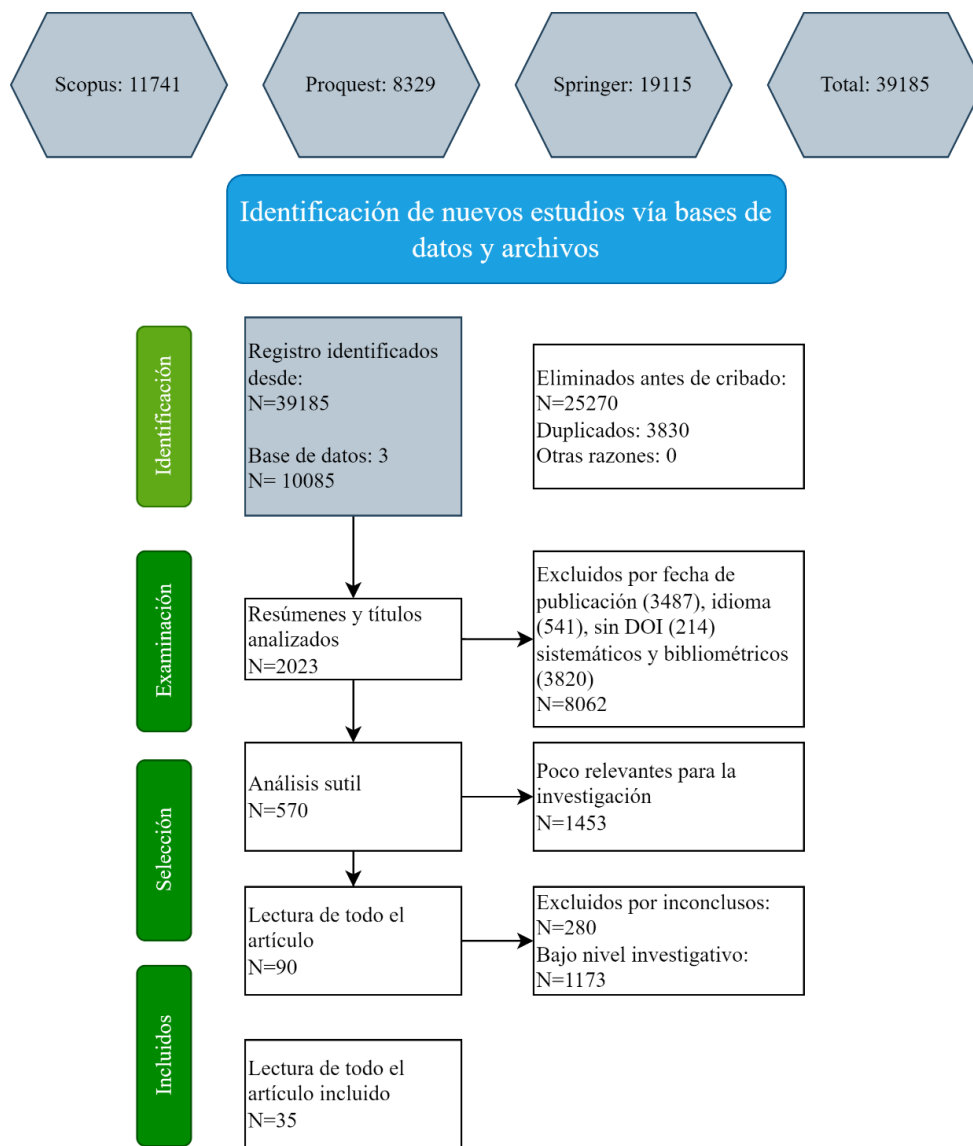 Scopus: 11741
Proquest: 8329
Springer: 19115
Total: 39185
Identificación de nuevos estudios vía bases de
datos y archivos
Identificación
Registro identificados
desde:
N=39185
Base de datos: 3
N= 10085
Eliminados antes de cribado:
N=25270
Duplicados: 3830
Otras razones: 0
Examinación
Resúmenes y títulos
analizados
N=2023
Excluidos por fecha de
publicación (3487), idioma
(541), sin DOI (214)
sistemáticos y bibliométricos
(3820)
N=8062
Selección
Análisis sutil
N=570
Poco relevantes para la
investigación
N=1453
Lectura de todo el
artículo
N=90
Excluidos por inconclusos:
N=280
Bajo nivel investigativo:
N=1173
Incluidos
Lectura de todo el
artículo incluido
N=35